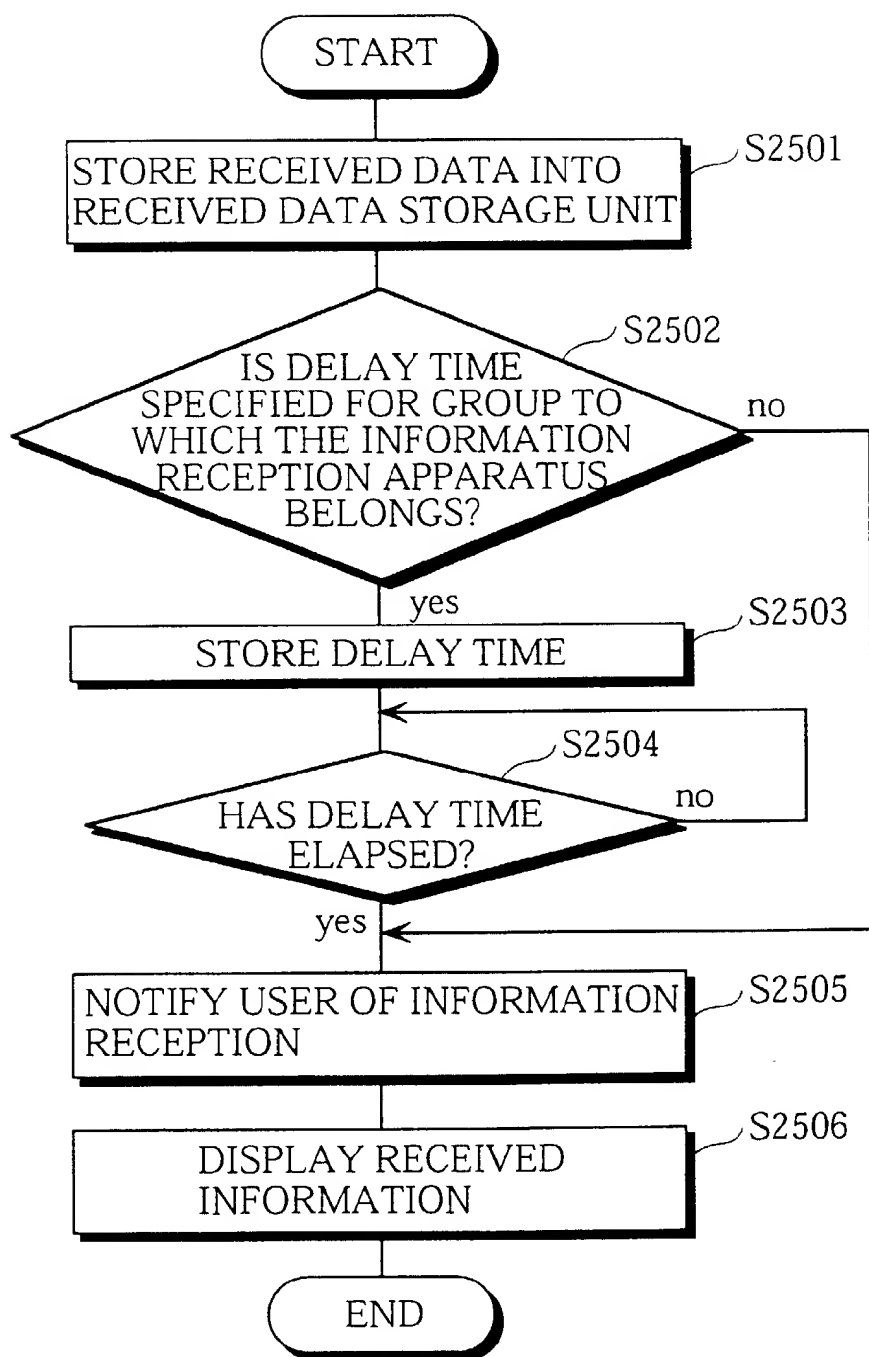 START
S2501
STORE RECEIVED DATA INTO
RECEIVED DATA STORAGE UNIT
S2502
IS DELAY TIME
SPECIFIED FOR GROUP TO
WHICH THE INFORMATION
RECEPTION APPARATUS
BELONGS?
no
yes
S2503
STORE DELAY TIME
S2504
HAS DELAY TIME
ELAPSED?
no
yes
S2505
NOTIFY USER OF INFORMATION
RECEPTION
S2506
DISPLAY RECEIVED
INFORMATION
END